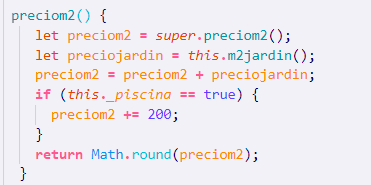 preciom2() {
let preciom2 = super.preciom2();
let preciojardin = this.m2jardin();
preciom2 = preciom2 + preciojardin;
if (this._piscina == true) {
preciom2 += 200;
}
return Math.round(preciom2);
}